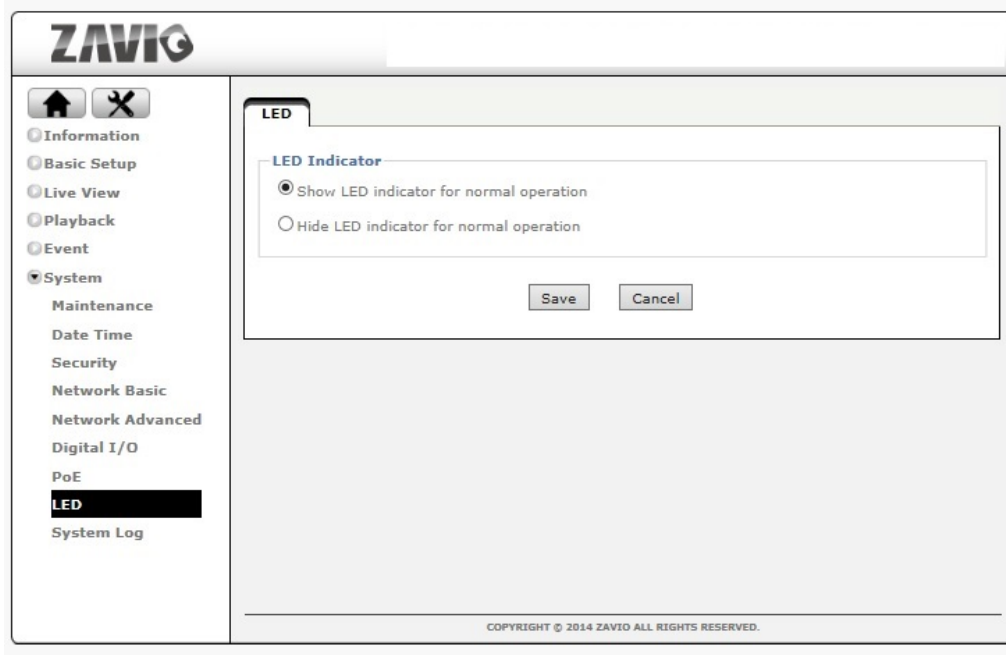 ZAVIO
Information
Basic Setup
Live View
Playback
Event
System
Maintenance
Date Time
Security
Network Basic
Network Advanced
Digital I/O
PoE
LED
System Log
LED
LED Indicator
Show LED indicator for normal operation
Hide LED indicator for normal operation
Save Cancel
COPYRIGHT © 2014 ZAVIO ALL RIGHTS RESERVED.